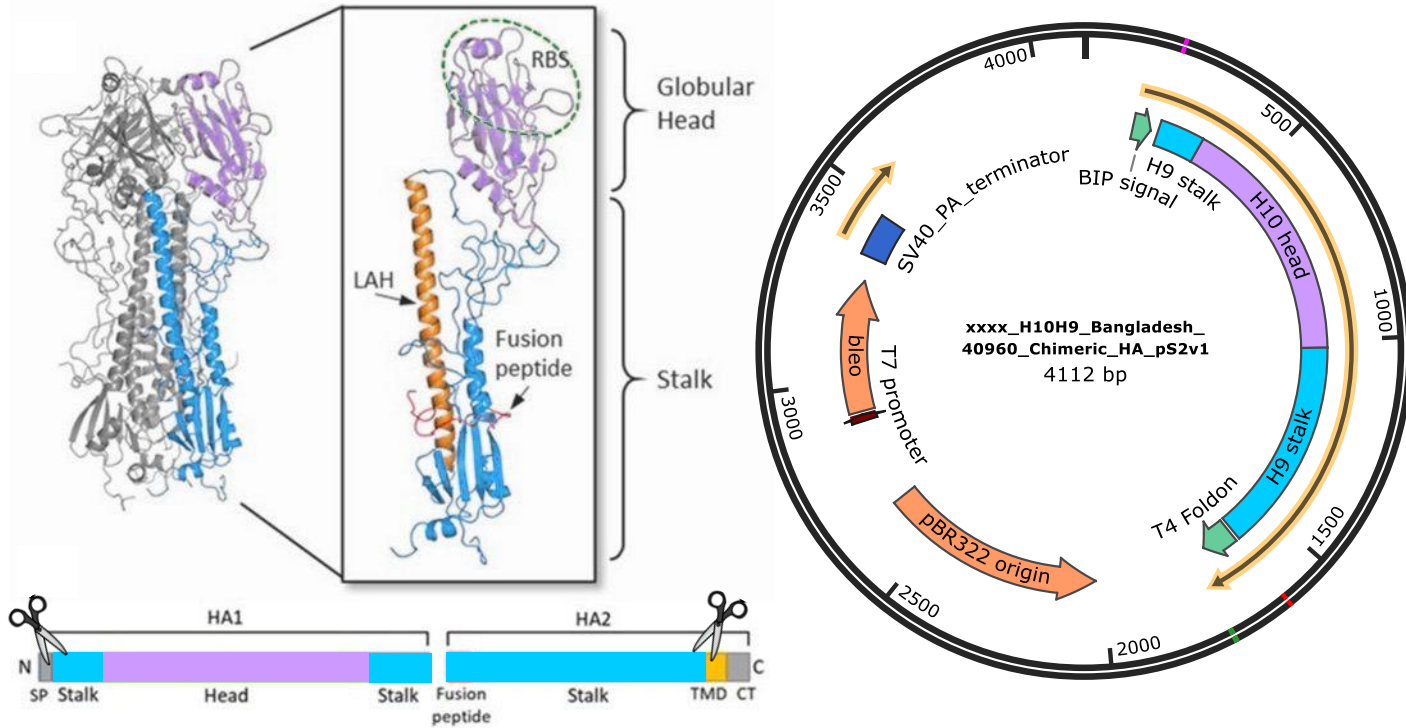 RBS
Globular
Head
LAH
Fusion
peptide
Stalk
HA1
HA2
N
C
SP
Stalk
Head
Stalk
Fusion
peptide
Stalk
TMD
CT
4000
500
3500
SV40_PA_terminator
BIP signal
H9 stalk
H10 head
1000
xxxx_H10H9_Bangladesh_
40960_Chimeric_HA_pS2v1
4112 bp
bleo
T7 promoter
3000
H9 stalk
T4 Foldon
1500
pBR322 origin
2500
2000